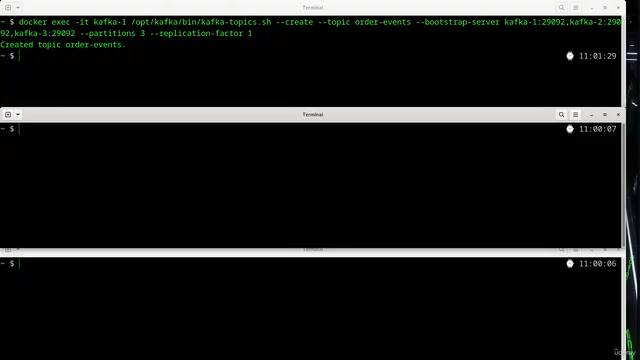 Terminal
~ $ docker exec -it kafka-1 /opt/kafka/bin/kafka-topics.sh --create --topic order-events --bootstrap-server kafka-1:29092,kafka-2:290
92,kafka-3:29092 --partitions 3 --replication-factor 1
Created topic order-events.
~ $ 11:01:29
Terminal
~ $ 11:00:07
Terminal
~ $ 11:00:06
Udemy